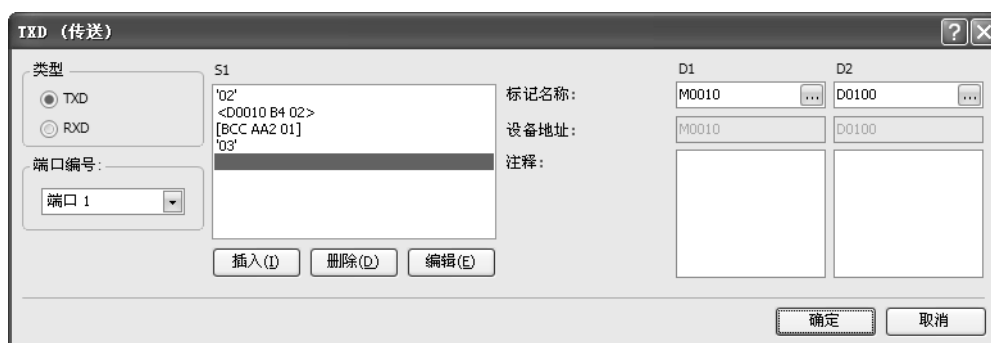 TXD (传送)
类型
TXD
RXD
端口编号:
端口 1
S1
'02'
<D0010 B4 02>
[BCC AA2 01]
'03'
插入(I) 删除(D) 编辑(E)
D1 D2
标记名称: M0010 ... D0100 ...
设备地址: M0010 D0100
注释:
确定 取消